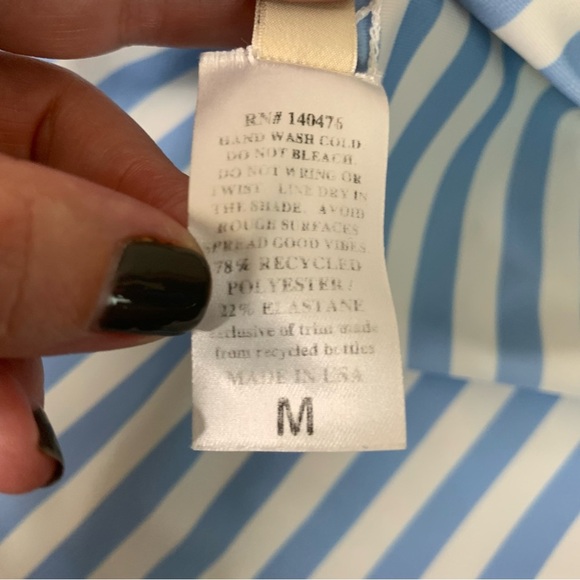 RN# 140476
HAND WASH COLD
DO NOT BLEACH.
DO NOT WRING OR
TWIST. LINE DRY IN
THE SHADE. AVOID
ROUGH SURFACES.
SPREAD GOOD VIBES.
78% RECYCLED
POLYESTER/
22% ELASTANE
exclusive of trim made
from recycled bottles
MADE IN USA
M